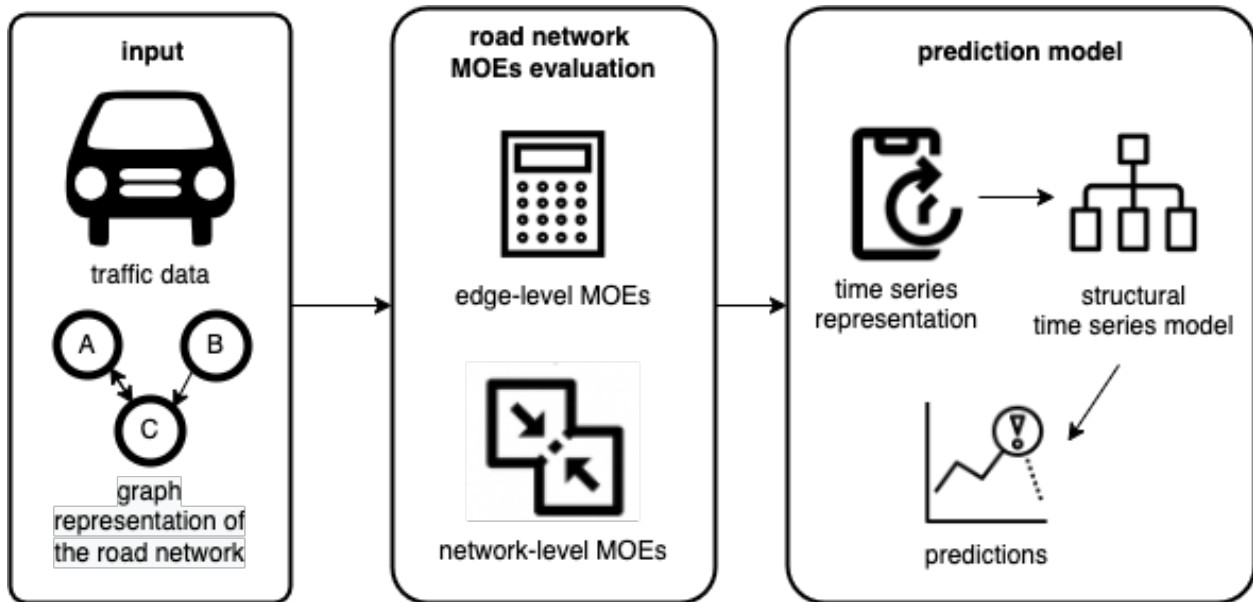 input
traffic data
A
B
C
graph
representation of
the road network
road network
MOEs evaluation
edge-level MOEs
network-level MOEs
prediction model
time series
representation
structural
time series model
predictions